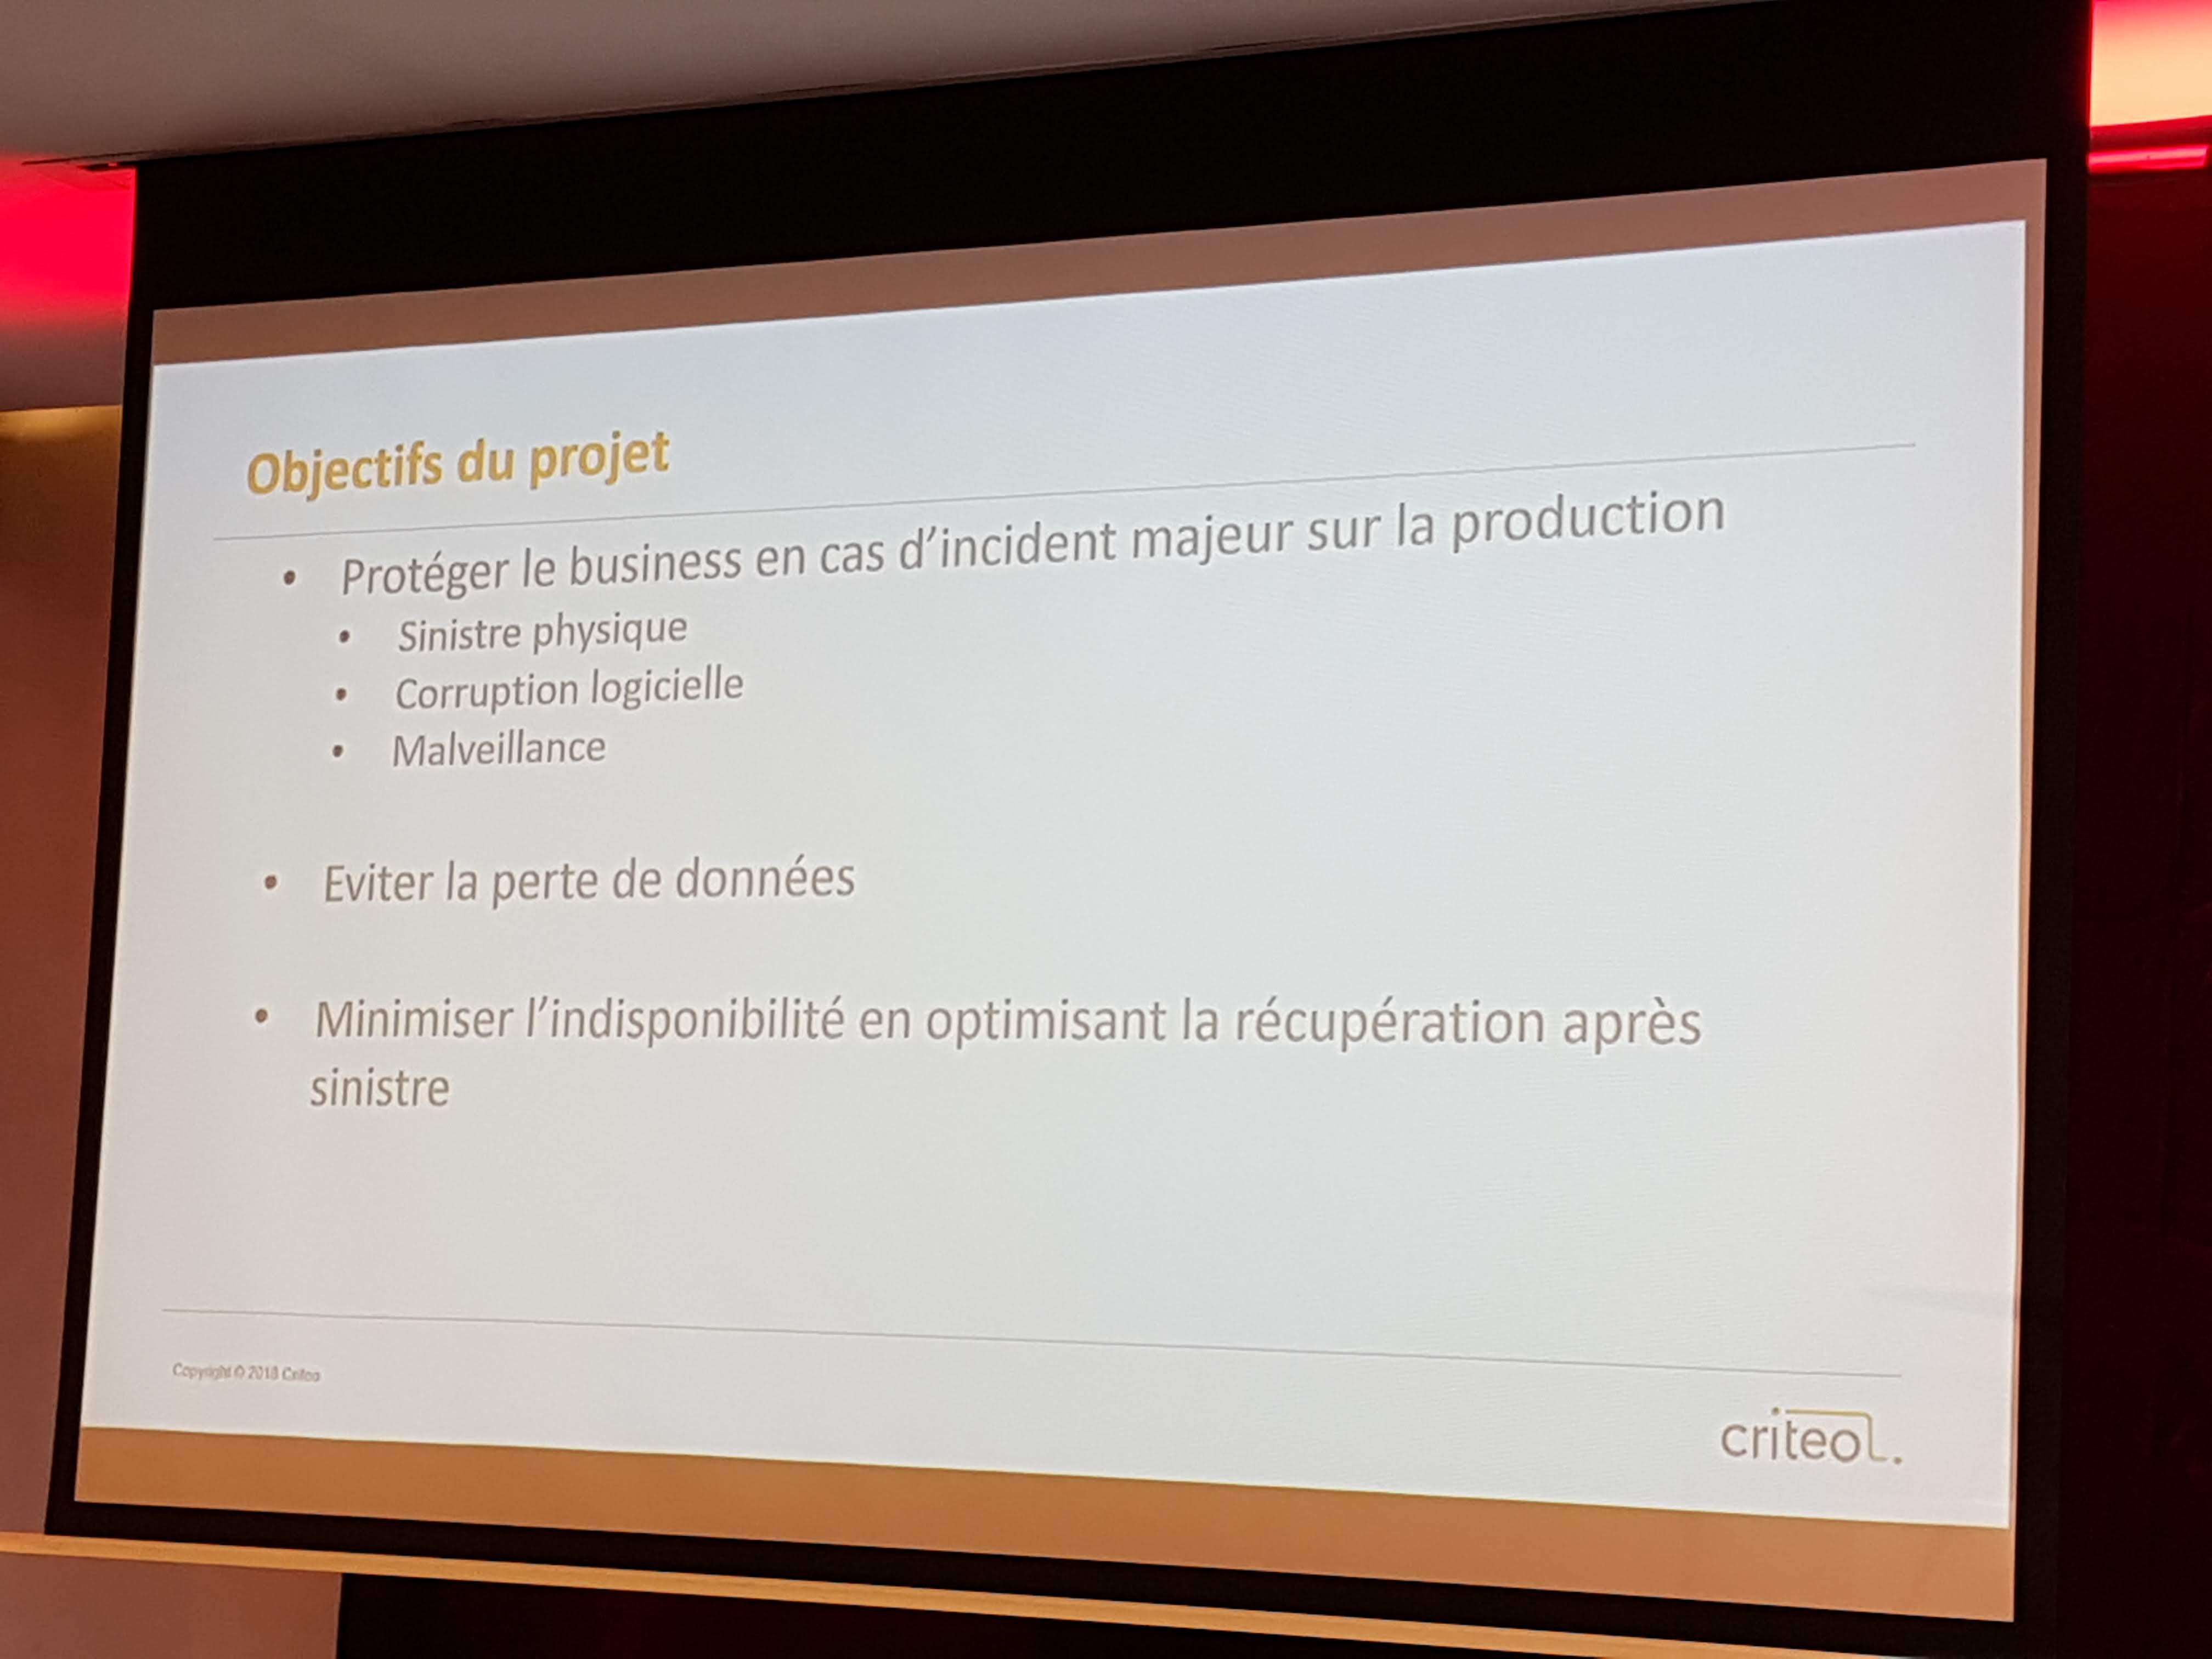 Objectifs du projet
• Protéger le business en cas d'incident majeur sur la production
• Sinistre physique
• Corruption logicielle
• Malveillance
• Eviter la perte de données
• Minimiser l'indisponibilité en optimisant la récupération après
sinistre
Copyright © 2018 Criteo
criteol.